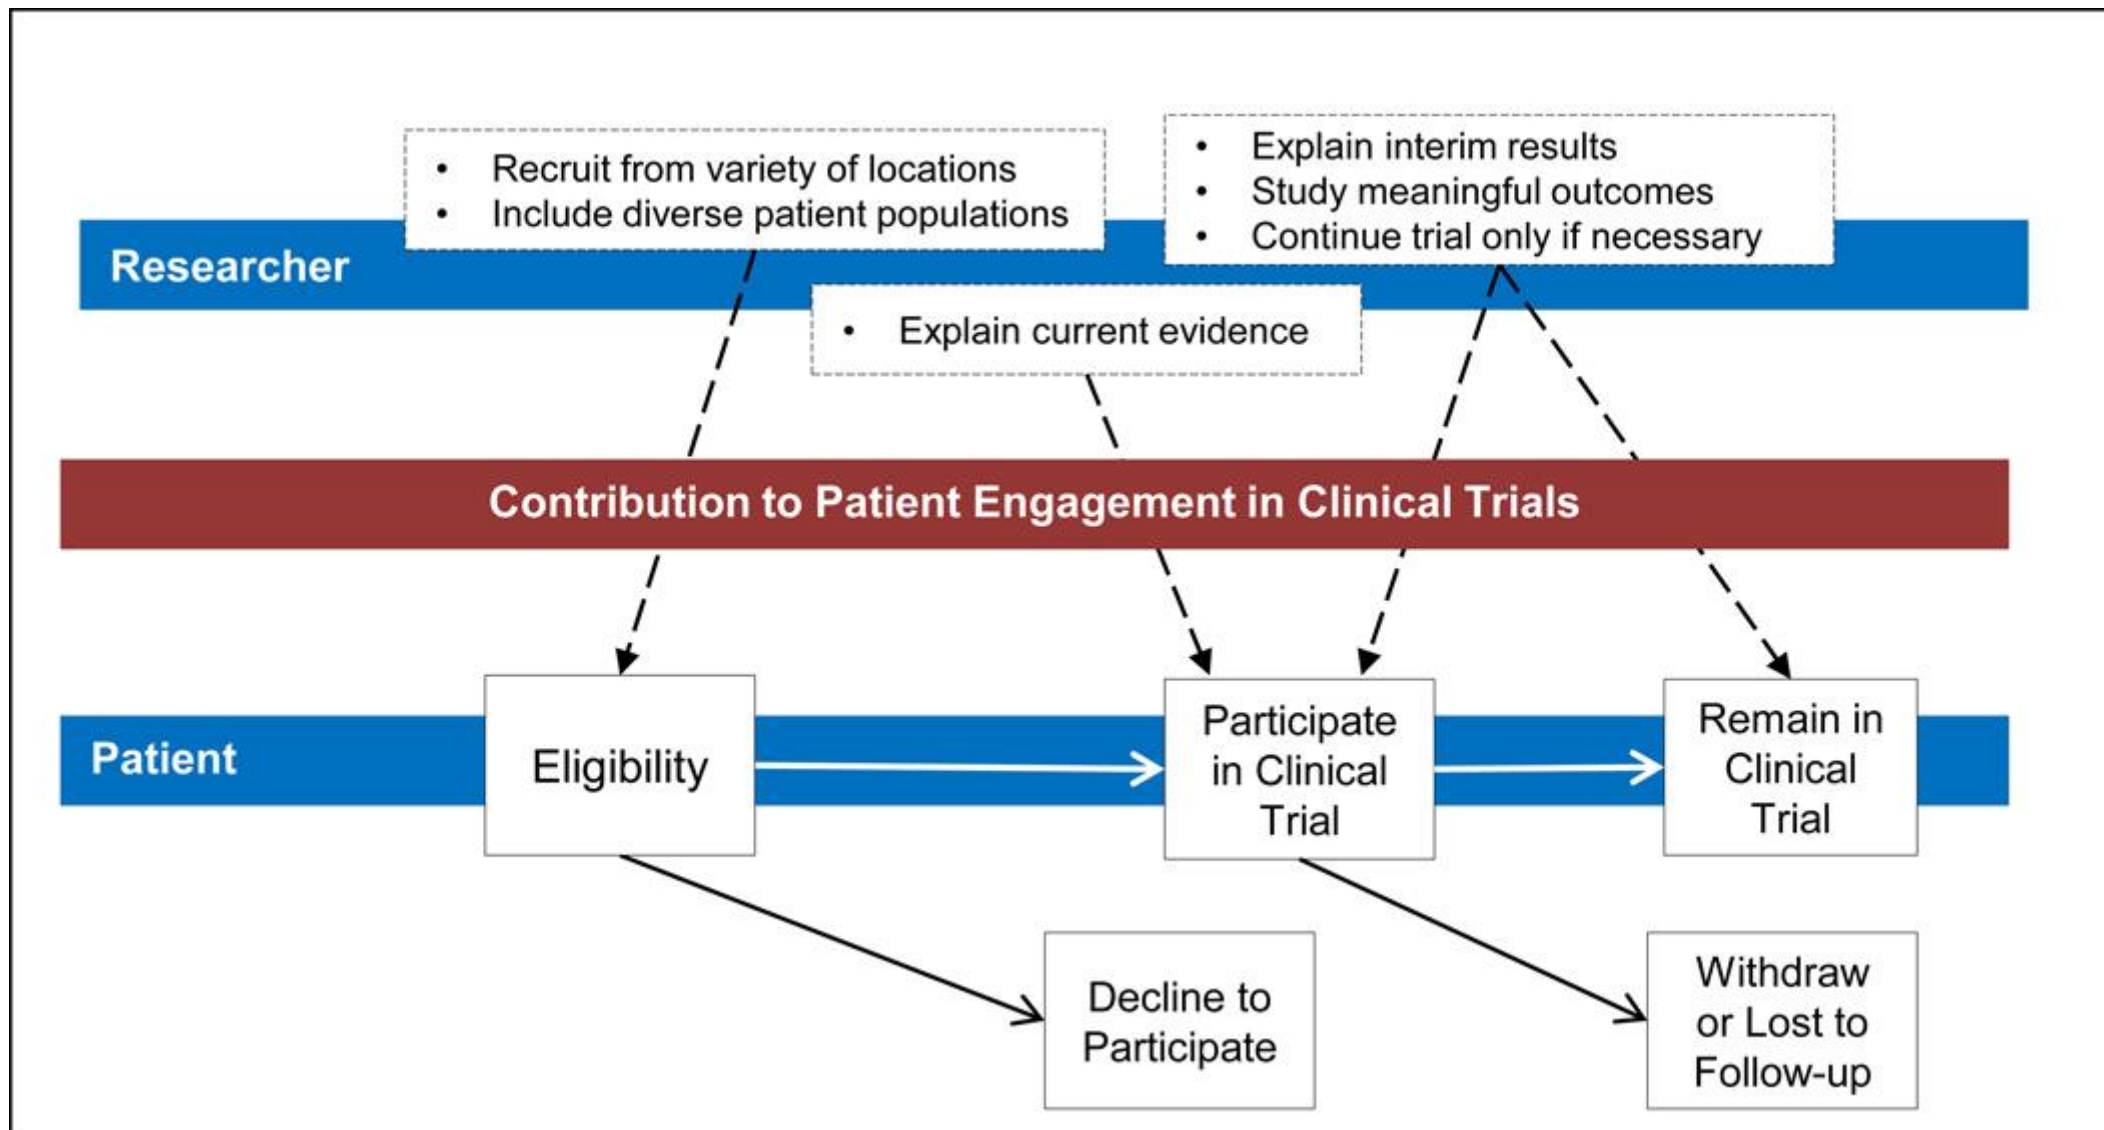 • Recruit from variety of locations
• Include diverse patient populations
• Explain interim results
• Study meaningful outcomes
• Continue trial only if necessary
Researcher
• Explain current evidence
Contribution to Patient Engagement in Clinical Trials
Patient
Eligibility
Participate
in Clinical
Trial
Remain in
Clinical
Trial
Decline to
Participate
Withdraw
or Lost to
Follow-up